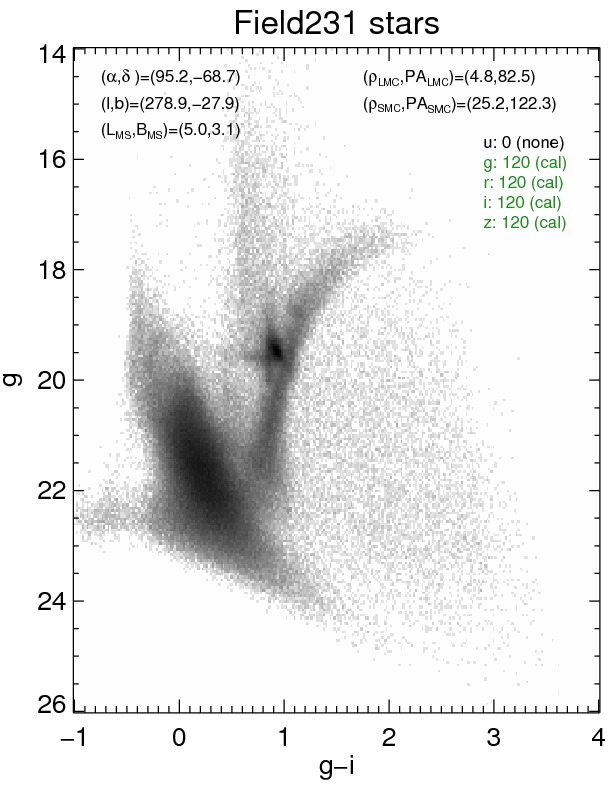 Field231 stars
(α,δ )=(95.2,−68.7)
(ρLMC,PALMC)=(4.8,82.5)
(l,b)=(278.9,−27.9)
(ρSMC,PASMC)=(25.2,122.3)
(LMS,BMS)=(5.0,3.1)
u: 0 (none)
g: 120 (cal)
r: 120 (cal)
i: 120 (cal)
z: 120 (cal)
14
16
18
20
22
24
26
g
−1 0 1 2 3 4
g−i